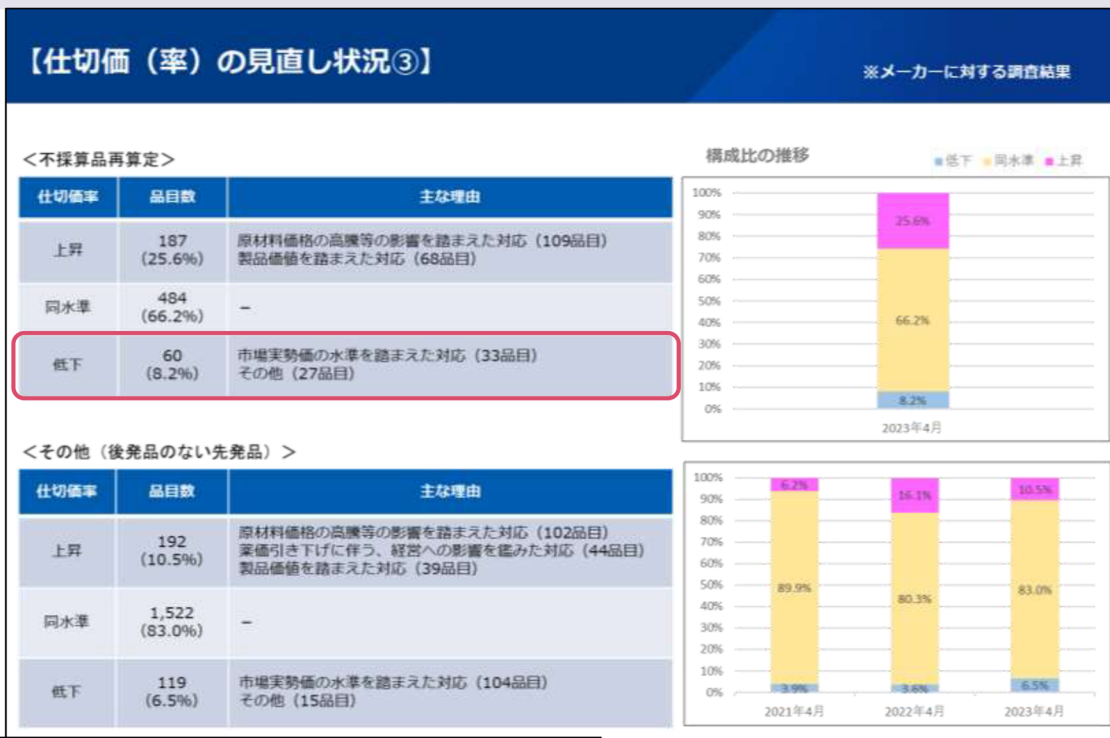 【仕切価（率）の見直し状況③】
※メーカーに対する調査結果
＜不採算品再算定＞
仕切価率 品目数 主な理由
上昇 187 (25.6%) 原材料価格の高騰等の影響を踏まえた対応（109品目）
製品価値を踏まえた対応（68品目）
同水準 484 (66.2%) －
低下 60 (8.2%) 市場実勢価の水準を踏まえた対応（33品目）
その他（27品目）
構成比の推移
低下 同水準 上昇
100%
90%
80%
70%
60%
50%
40%
30%
20%
10%
0%
25.6%
66.2%
8.2%
2023年4月
＜その他（後発品のない先発品）＞
仕切価率 品目数 主な理由
上昇 192 (10.5%) 原材料価格の高騰等の影響を踏まえた対応（102品目）
薬価引き下げに伴う、経営への影響を鑑みた対応（44品目）
製品価値を踏まえた対応（39品目）
同水準 1,522 (83.0%) －
低下 119 (6.5%) 市場実勢価の水準を踏まえた対応（104品目）
その他（15品目）
100%
90%
80%
70%
60%
50%
40%
30%
20%
10%
0%
6.2% 16.1% 10.5%
89.9% 80.3% 83.0%
3.9% 3.6% 6.5%
2021年4月 2022年4月 2023年4月